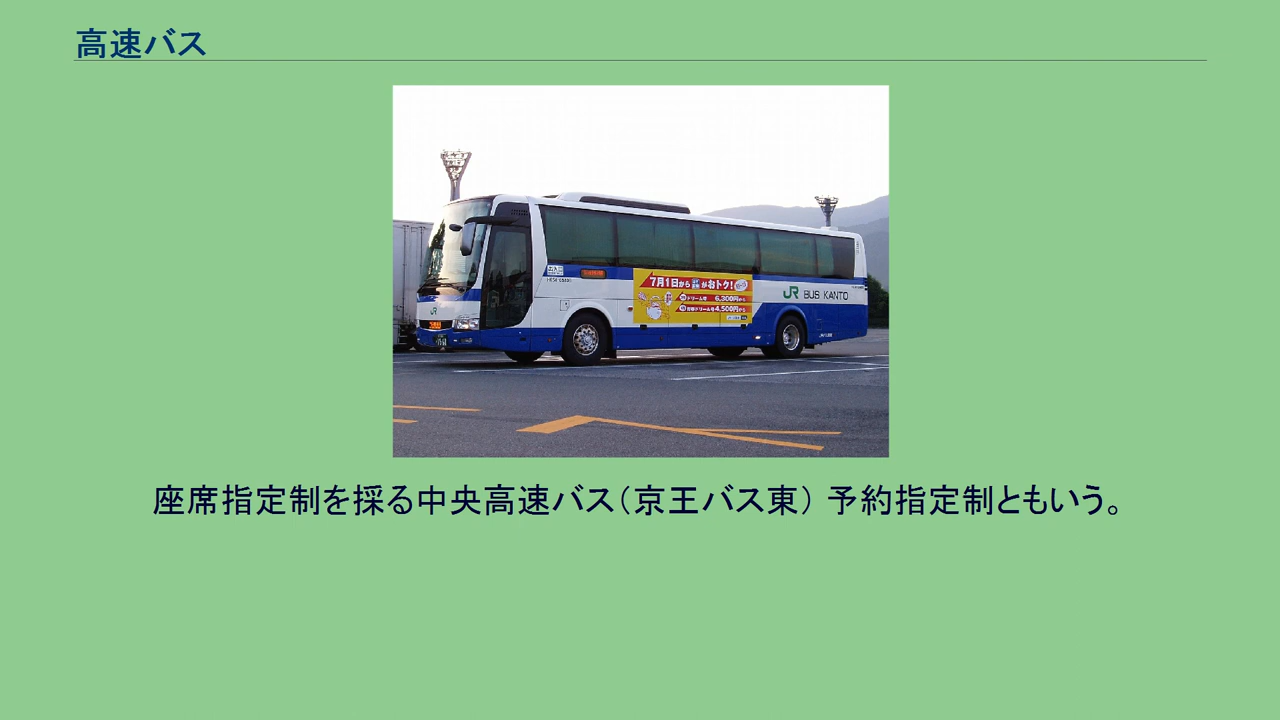 高速バス
7月1日からがおトク!
ドリーム号 6,300円から
青春ドリーム号 4,500円から
JR BUS KANTO
座席指定制を採る中央高速バス(京王バス東) 予約指定制ともいう。